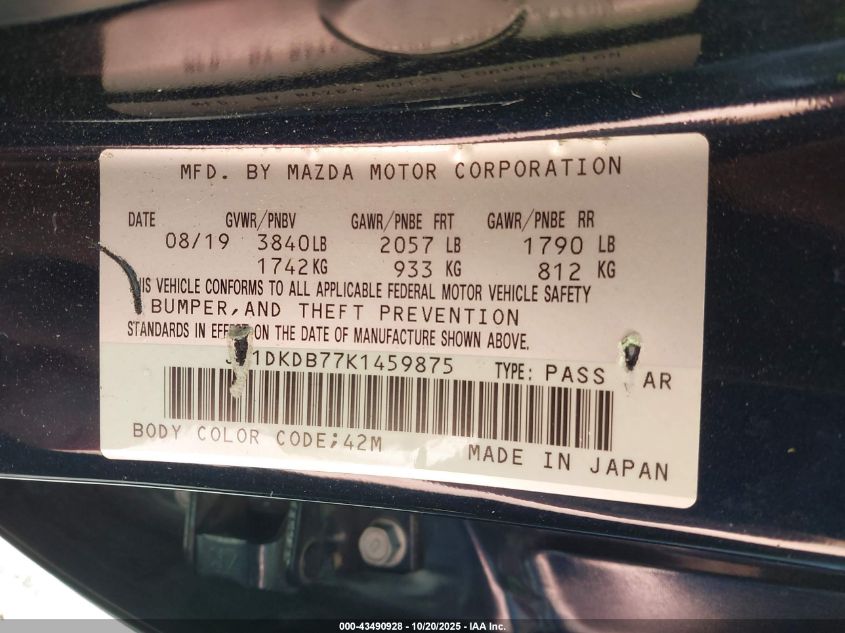 MFD. BY MAZDA MOTOR CORPORATION
DATE GVWR/PNBV GAWR/PNBE FRT GAWR/PNBE RR
08/19 3840LB 2057 LB 1790 LB
1742KG 933 KG 812 KG
THIS VEHICLE CONFORMS TO ALL APPLICABLE FEDERAL MOTOR VEHICLE SAFETY
BUMPER,AND THEFT PREVENTION
STANDARDS IN EFFECT ON THE DATE OF MANUFACTURE SHOWN ABOVE.
1DKDB77K1459875 TYPE: PASS AR
BODY COLOR CODE;42M
MADE IN JAPAN
000-43490928 - 10/20/2025 - IAA Inc.